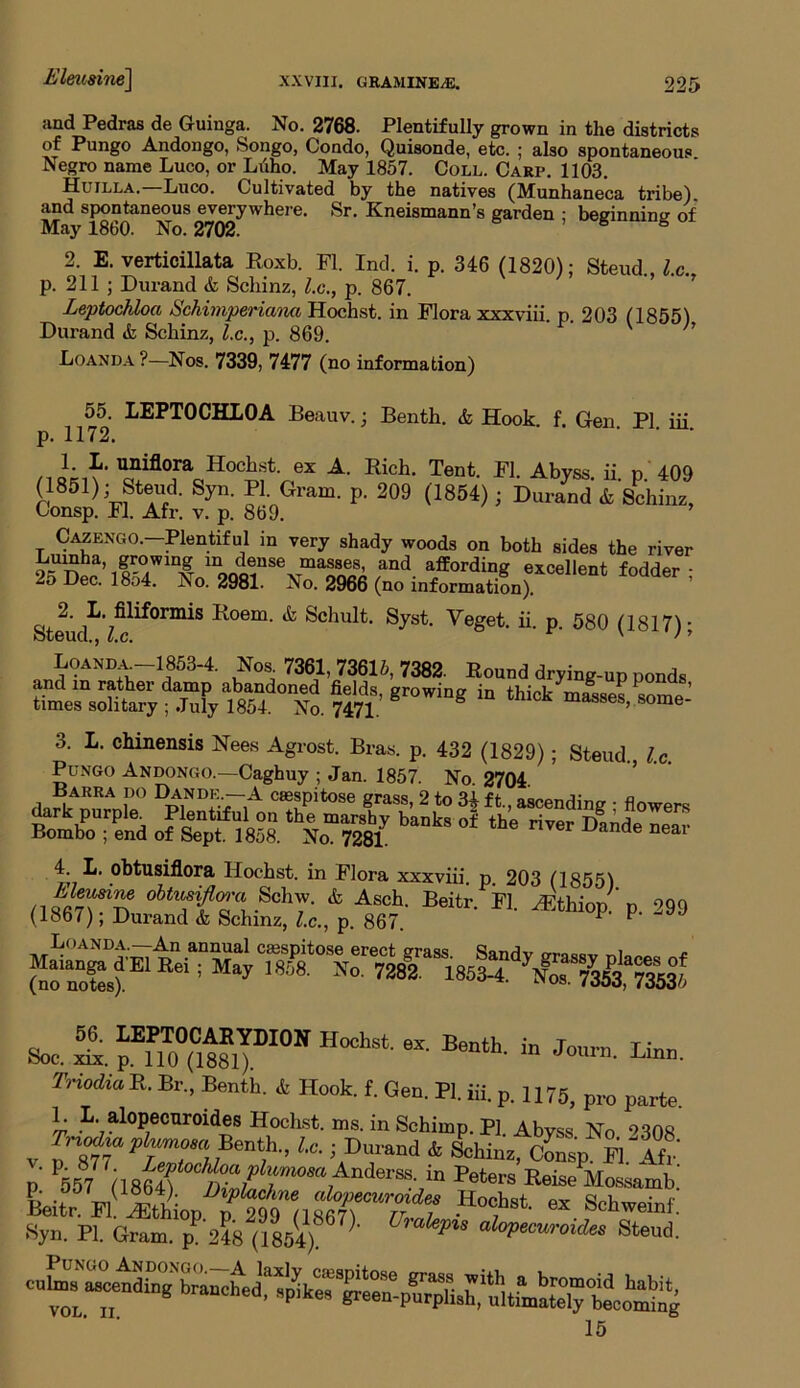 Eleusine] XXVIII. GRAMINEÆ. 225
and Pedras de Guinga. No. 2768. Plentifully grown in the districts
of Pungo Andongo, Songo, Condo, Quisonde, etc. ; also spontaneous.
Negro name Luco, or Lúho. May 1857. COLL. CARP. 1103.
HUILLA.—Luco. Cultivated by the natives (Munhaneca tribe),
and spontaneous everywhere. Sr. Kneismann's garden ; beginning of
May 1860. No. 2702.
2. E. verticillata Roxb. Fl. Ind. i. p. 346 (1820); Steud., l.c.,
p. 211 ; Durand & Schinz, l.c., p. 867.
Leptochloa Schimperiana Hochst. in Flora xxxviii. p. 203 (1855),
Durand & Schinz, l.c., p. 869.
LOANDA ?—Nos. 7339, 7477 (no information)
55. LEPTOCHLOA Beauv. ; Benth. & Hook. f. Gen. Pl. iii.
p. 1172.
1. L. uniflora Hochst. ex A. Rich. Tent. Fl. Abyss. ii. p. 409
(1851); Steud. Syn. Pl. Gram. p. 209 (1854) ; Durand & Schinz,
Consp. Fl. Afr. v. p. 869.
CAZENGO.—Plentiful in very shady woods on both sides the river
Luinha, growing in dense masses, and affording excellent fodder ;
25 Dec. 1854. No. 2981. No. 2966 (no information).
2. L. filiformis Roem. & Schult. Syst. Veget. ii. p. 580 (1817) ;
Steud., l.c.
LOANDA.—1853-4. Nos. 7361, 7361b, 7382. Round drying-up ponds,
and in rather damp abandoned fields, growing in thick masses, some-
times solitary ; July 1854. No. 7471.
3. L. chinensis Nees Agrost. Bras. p. 432 (1829) ; Steud., l.c.
PUNGO ANDONGO.—Caghuy ; Jan. 1857. No. 2704.
BARRA DO DANDE.—A cæspitose grass, 2 to 3½ ft., ascending ; flowers
dark purple. Plentiful on the marshy banks of the river Dande near
Bombo ; end of Sept. 1858. No. 7281.
4. L. obtusiflora Hochst. in Flora xxxviii. p. 203 (1855)
Eleusine obtusiflora Schw. & Asch. Beitr. Fl. Æthiop. p. 299
(1867) ; Durand & Schinz, l.c., p. 867.
LOANDA.—An annual cæspitose erect grass. Sandy grassy places of
Maianga d'El Rei ; May 1858. No. 7282. 1853-4. Nos. 7353, 7353b
(no notes).
56. LEPTOCARYDION Hochst. ex. Benth. in Journ. Linn.
Soc. xix. p. 110 (1881).
Triodia R. Br., Benth. & Hook. f. Gen. Pl. iii. p. 1175, pro parte.
1. L. alopecuroides Hochst. ms. in Schimp. Pl. Abyss. No. 2308.
Triodia plumosa Benth., l.c. ; Durand & Schinz, Consp. Fl. Afr.
v. p. 877. Leptochloa plumosa Anderss. in Peters' Reise Mossamb.
p. 557 (1864). Diplachne alopecuroides Hochst. ex Schweinf.
Beitr. Fl. Æthiop. p. 299 (1867). Uralepis alopecuroides Steud.
Syn. Pl. Gram. p. 248 (1854).
PUNGO ANDONGO.—A laxly cæspitose grass with a bromoid habit,
culms ascending branched, spikes green-purplish, ultimately becoming
VOL. II. 15